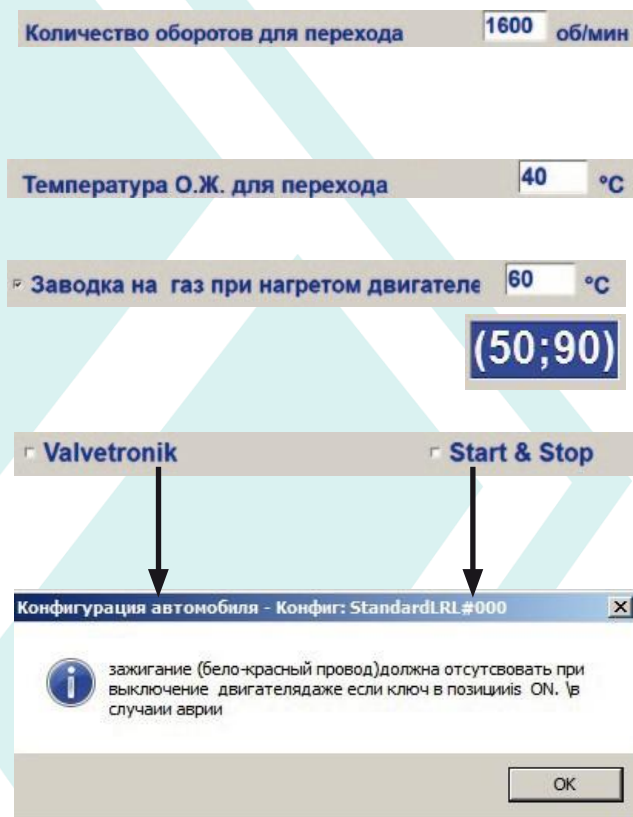 Количество оборотов для перехода 1600 об/мин
Температура О.Ж. для перехода 40 °C
Заводка на газ при нагретом двигателе 60 °C
(50;90)
Valvetronik Start & Stop
Конфигурация автомобиля - Конфиг: StandardLRL#000
зажигание (бело-красный провод)должна отсутсвовать при
выключение двигателядаже если ключ в позицииis ON. \в
случаии аврии
OK